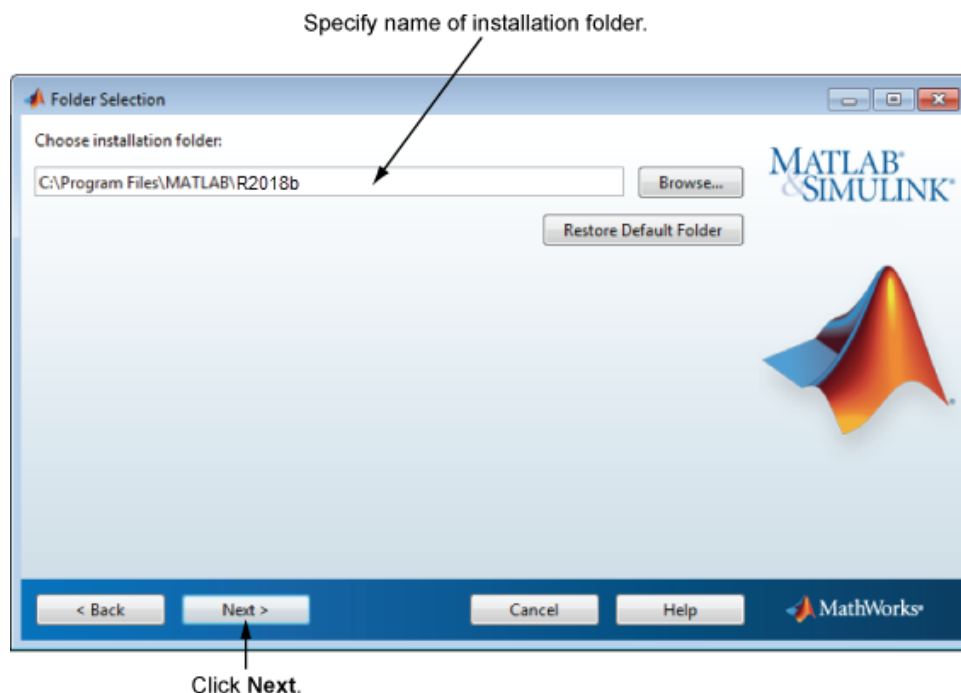 Specify name of installation folder.
Folder Selection
Choose installation folder:
C:\Program Files\MATLAB\R2018b
Browse...
Restore Default Folder
MATLAB®
&SIMULINK®
®
< Back
Next >
Cancel
Help
MathWorks®
Click Next.